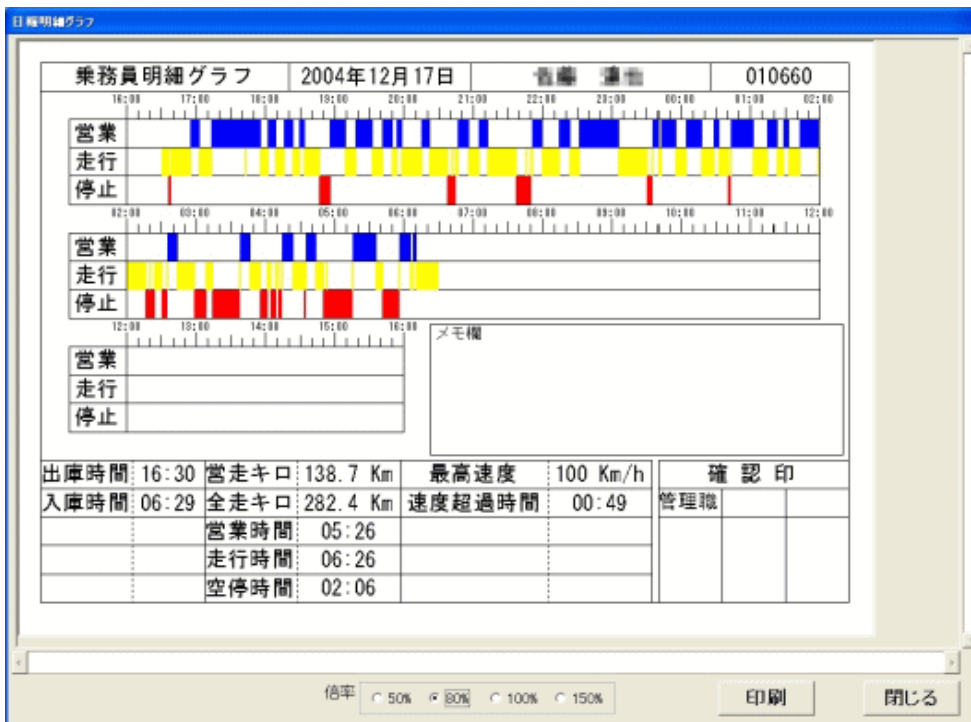 日報明細グラフ
乗務員明細グラフ 2004年12月17日 010660
16:00 17:00 18:00 19:00 20:00 21:00 22:00 23:00 00:00 01:00 02:00
営業
走行
停止
02:00 03:00 04:00 05:00 06:00 07:00 08:00 09:00 10:00 11:00 12:00
営業
走行
停止
12:00 13:00 14:00 15:00 16:00
メモ欄
営業
走行
停止
出庫時間 16:30 営走キロ 138.7 Km 最高速度 100 Km/h 確認印
入庫時間 06:29 全走キロ 282.4 Km 速度超過時間 00:49 管理職
営業時間 05:26
走行時間 06:26
空停時間 02:06
倍率 50% 80% 100% 150% 印刷 閉じる